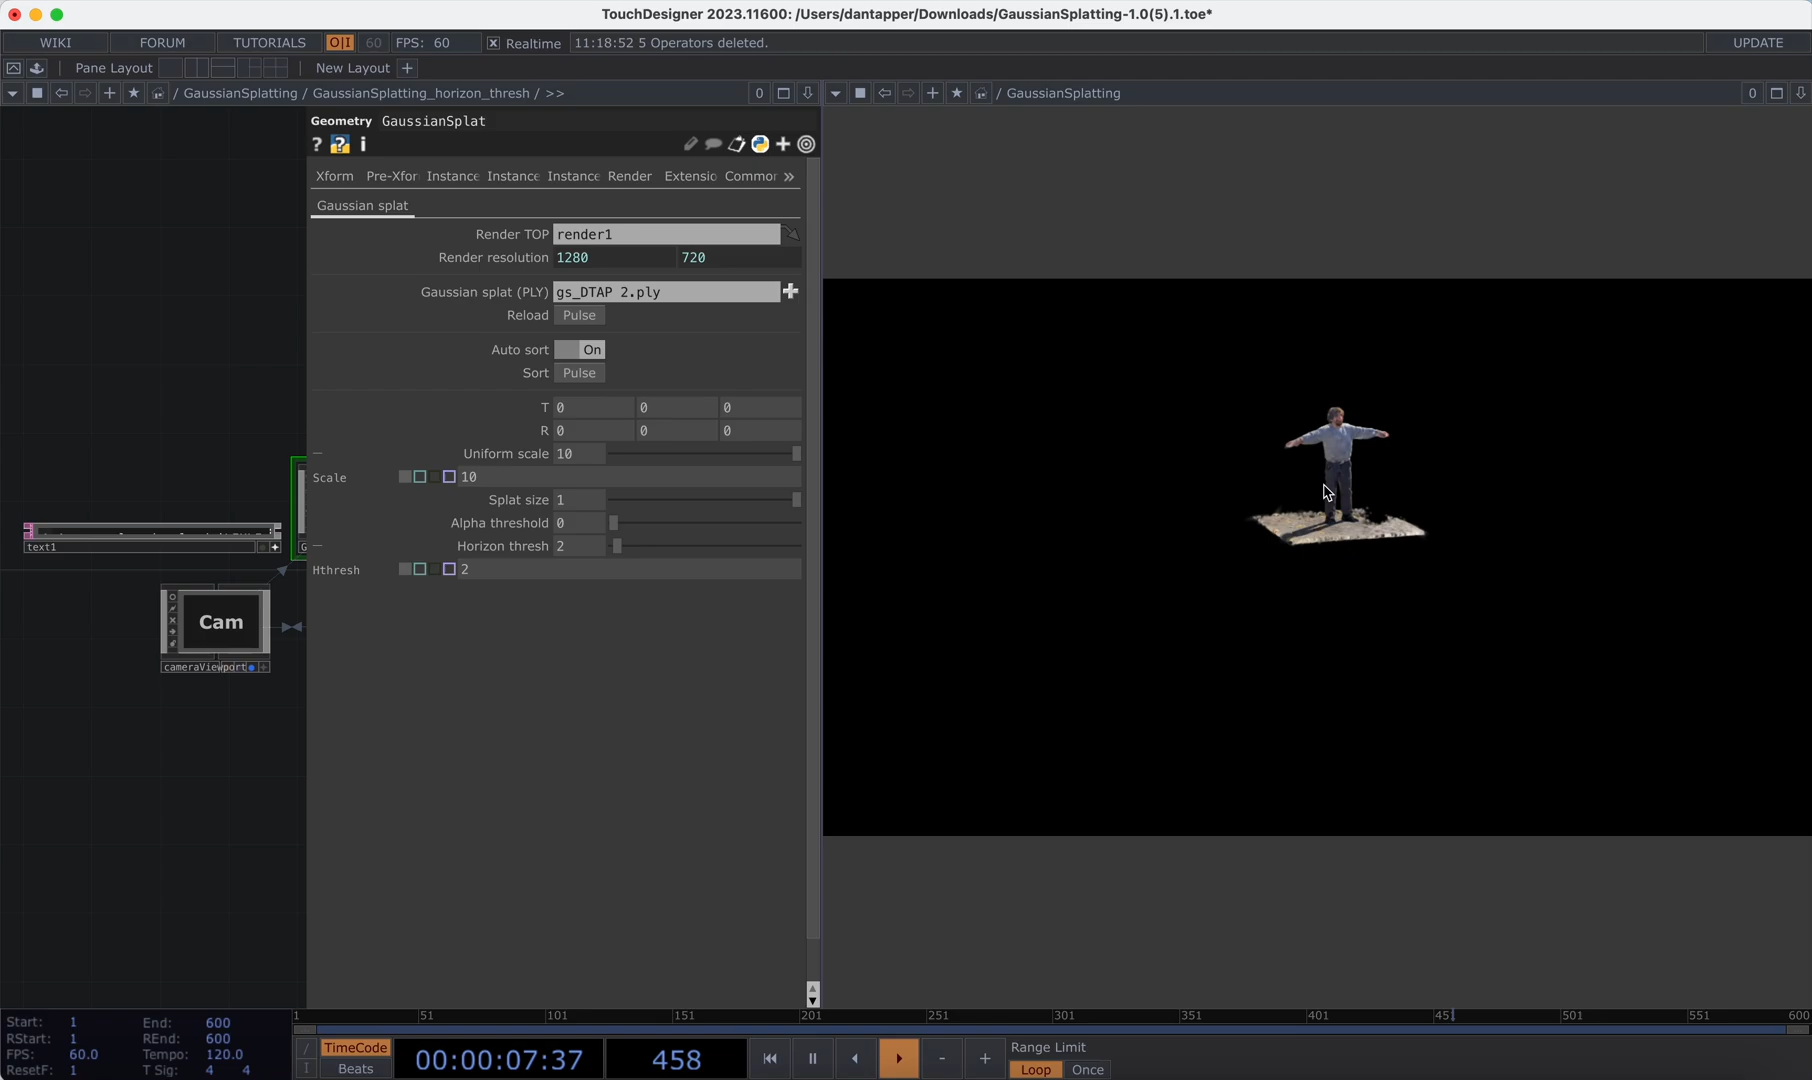 TouchDesigner 2023.11600: /Users/dantapper/Downloads/GaussianSplatting-1.0(5).1.toe*
WIKI FORUM TUTORIALS O|I 60 FPS: 60 Realtime 11:18:52 5 Operators deleted. UPDATE
Pane Layout New Layout +
/ GaussianSplatting / GaussianSplatting_horizon_thresh / >> 0
/ GaussianSplatting 0
Geometry GaussianSplat
? ? i
Xform Pre-Xfor Instance Instance Instance Render Extensio Commor »
Gaussian splat
Render TOP render1
Render resolution 1280 720
Gaussian splat (PLY) gs_DTAP 2.ply
Reload Pulse
Auto sort On
Sort Pulse
T 0 0 0
R 0 0 0
Uniform scale 10
Scale 10
Splat size 1
Alpha threshold 0
Horizon thresh 2
Hthresh 2
text1
G
Cam
cameraViewport
1 51 101 151 201 251 301 351 401 451 501 551 600
Start: 1 End: 600
RStart: 1 REnd: 600
FPS: 60.0 Tempo: 120.0
ResetF: 1 T Sig: 4 4
/ TimeCode
I Beats
00:00:07:37 458
- +
Range Limit
Loop Once